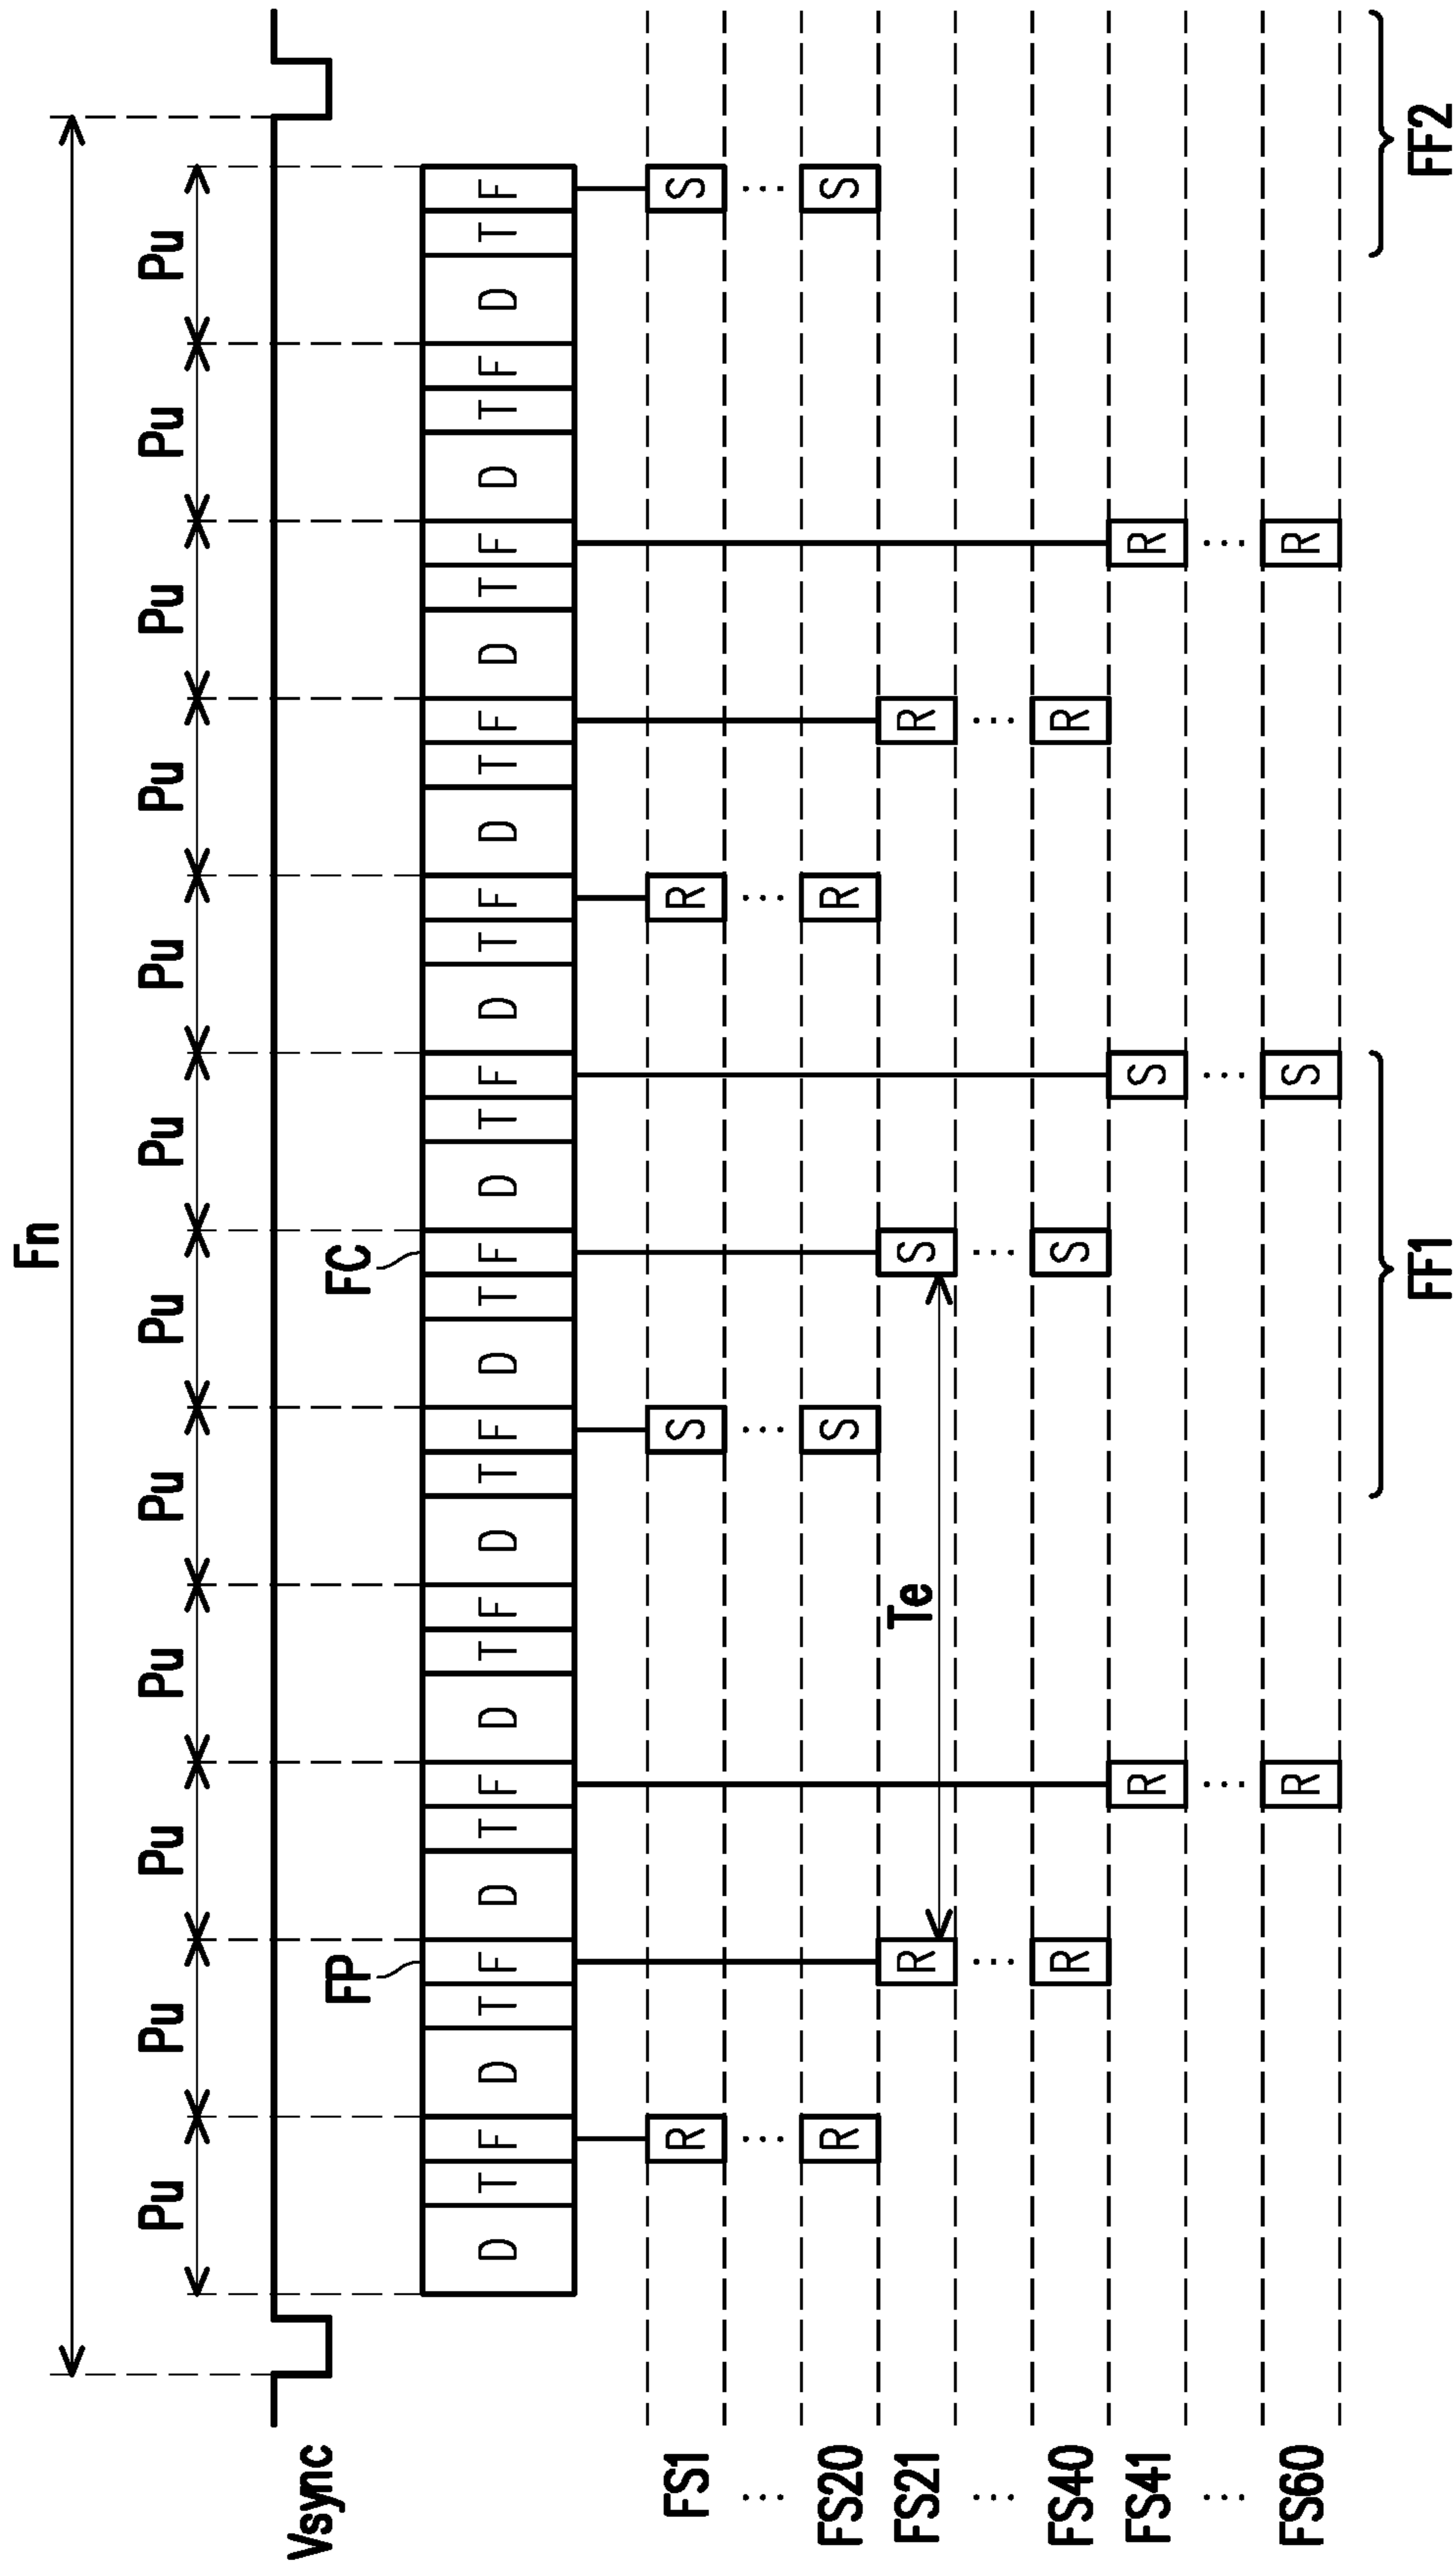 Fn
Pu Pu Pu Pu Pu Pu Pu Pu Pu Pu Pu Pu
Vsync
FP FC
D T F D T F D T F D T F D T F D T F D T F D T F D T F D T F D T F D T F
FS1 R S R S
... ... ... ... ...
FS20 R S R S
FS21 R Te S R
... ... ... ...
FS40 R S R
FS41 R S R
... ... ... ...
FS60 R S R
FF1 FF2